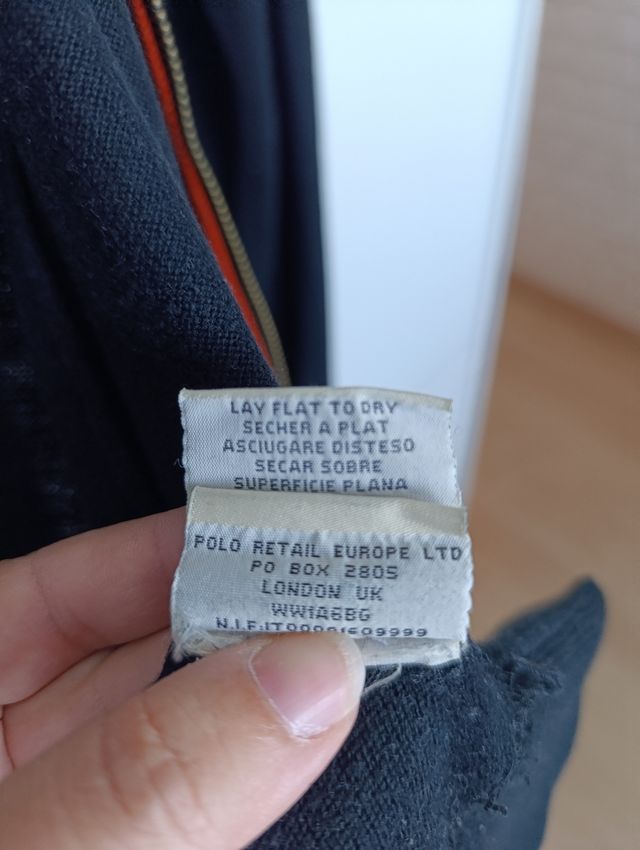 LAY FLAT TO DRY
SECHER A PLAT
ASCIUGARE DISTESO
SECAR SOBRE
SUPERFICIE PLANA
POLO RETAIL EUROPE LTD
PO BOX 2805
LONDON UK
WW1A6BG